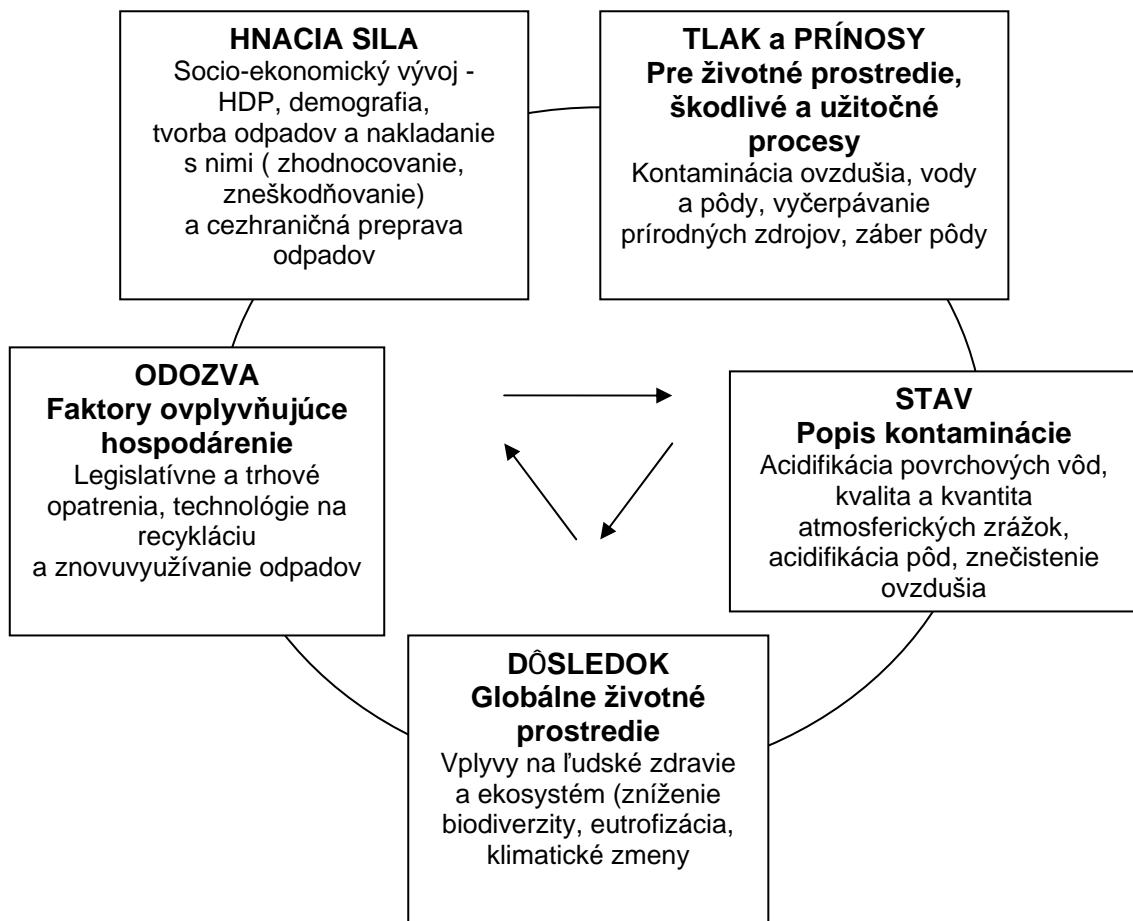 HNACIA SILA
Socio-ekonomický vývoj -
HDP, demografia,
tvorba odpadov a nakladanie
s nimi ( zhodnocovanie,
zneškodňovanie)
a cezhraničná preprava
odpadov
TLAK a PRÍNOSY
Pre životné prostredie,
škodlivé a užitočné
procesy
Kontaminácia ovzdušia, vody
a pôdy, vyčerpávanie
prírodných zdrojov, záber pôdy
ODOZVA
Faktory ovplyvňujúce
hospodárenie
Legislatívne a trhové
opatrenia, technológie na
recykláciu
a znovuvyužívanie odpadov
STAV
Popis kontaminácie
Acidifikácia povrchových vôd,
kvalita a kvantita
atmosferických zrážok,
acidifikácia pôd, znečistenie
ovzdušia
DÔSLEDOK
Globálne životné
prostredie
Vplyvy na ľudské zdravie
a ekosystém (zníženie
biodiverzity, eutrofizácia,
klimatické zmeny